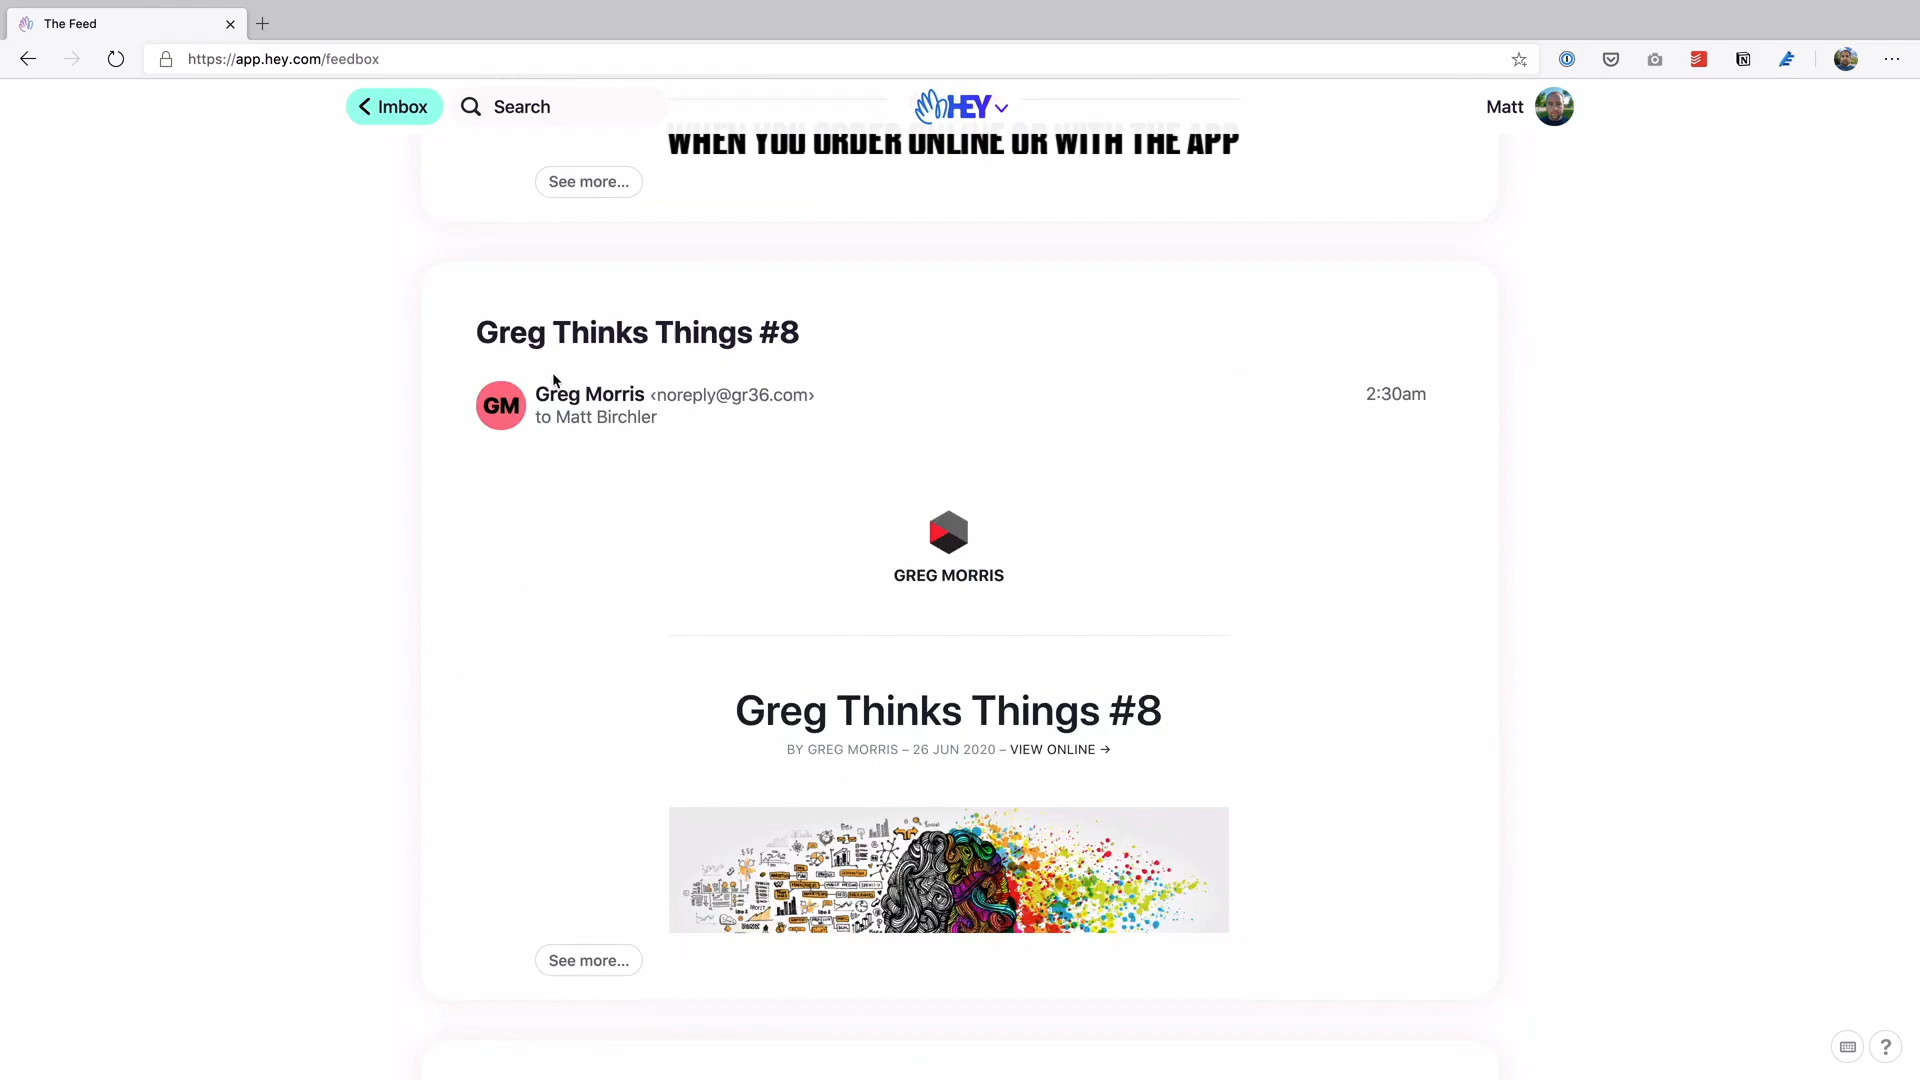 The Feed
https://app.hey.com/feedbox
Imbox
Search
HEY
Matt
WHEN YOU ORDER ONLINE OR WITH THE APP
See more...
Greg Thinks Things #8
GM
Greg Morris <noreply@gr36.com>
2:30am
to Matt Birchler
GREG MORRIS
Greg Thinks Things #8
BY GREG MORRIS – 26 JUN 2020 – VIEW ONLINE →
See more...
?